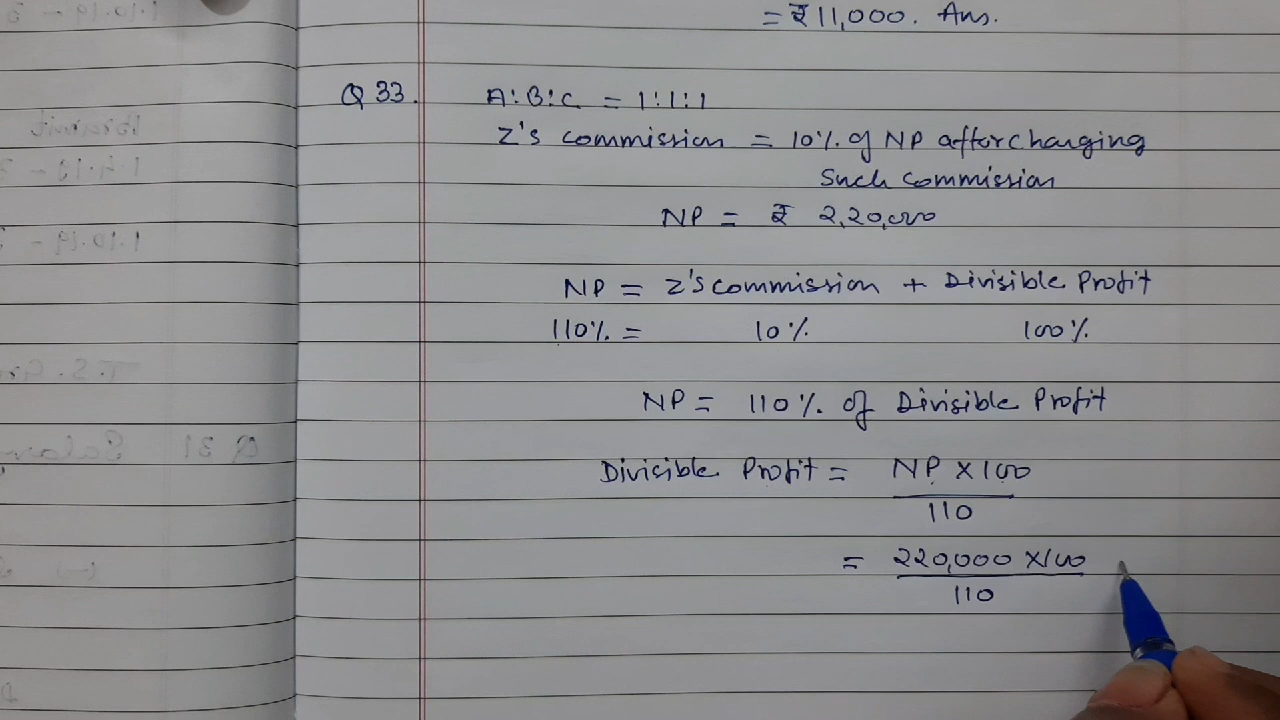 = ₹11,000. Ans.
Q 33. A:B:C = 1:1:1
Z's commission = 10% of NP after charging
Such commission
NP = ₹ 2,20,000
NP = Z's commission + Divisible Profit
110% = 10% 100%
NP = 110% of Divisible Profit
Divisible Profit = NP × 100
110
= 220,000 × 100
110